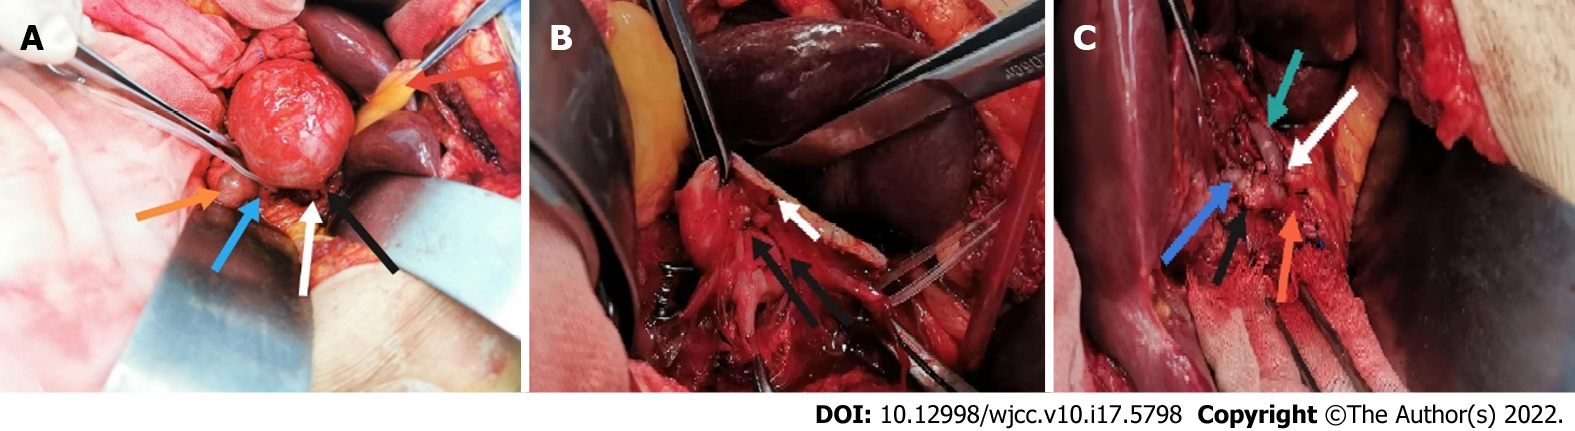 A
B
C
DOI: 10.12998/wjcc.v10.i17.5798 Copyright ©The Author(s) 2022.